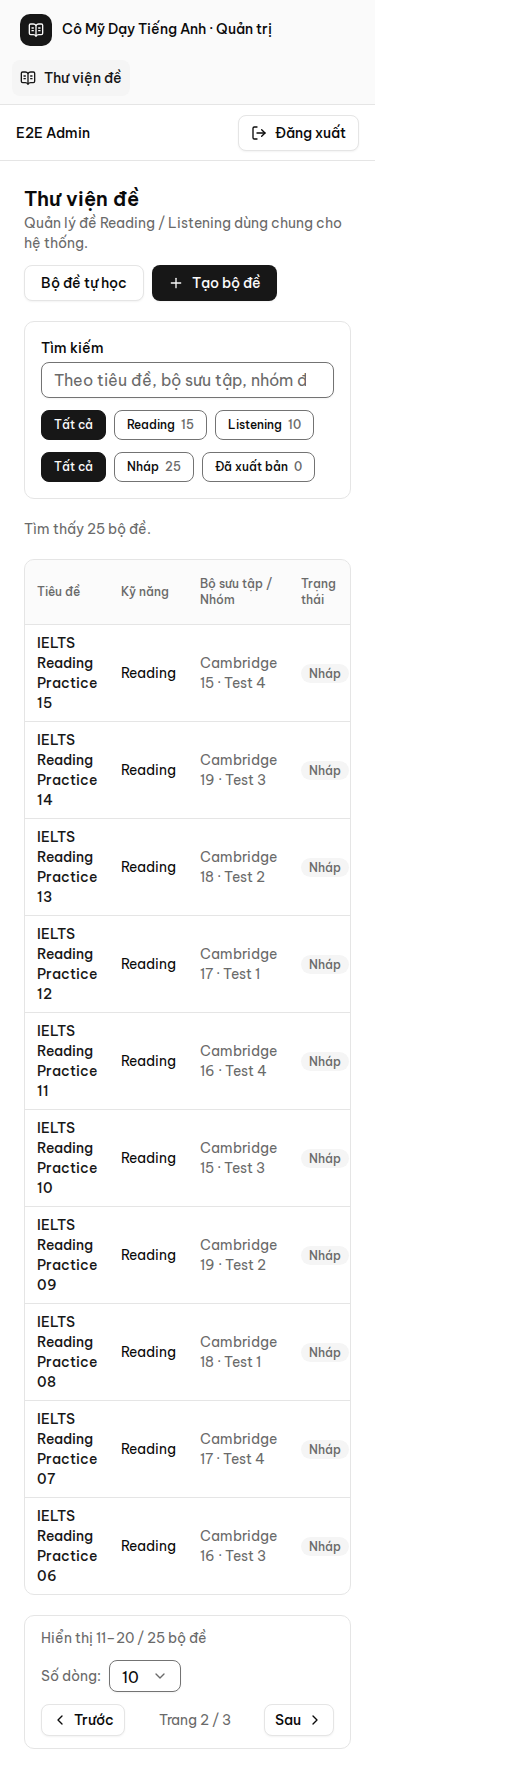 Cô Mỹ Dạy Tiếng Anh · Quản trị
Thư viện đề
E2E Admin
Đăng xuất
Thư viện đề
Quản lý đề Reading / Listening dùng chung cho
hệ thống.
Bộ đề tự học
Tạo bộ đề
Tìm kiếm
Theo tiêu đề, bộ sưu tập, nhóm đ
Tất cả
Reading 15
Listening 10
Tất cả
Nháp 25
Đã xuất bản 0
Tìm thấy 25 bộ đề.
Tiêu đề
Kỹ năng
Bộ sưu tập /
Nhóm
Trạng
thái
IELTS
Reading
Practice
15
Reading
Cambridge
15 · Test 4
Nháp
IELTS
Reading
Practice
14
Reading
Cambridge
19 · Test 3
Nháp
IELTS
Reading
Practice
13
Reading
Cambridge
18 · Test 2
Nháp
IELTS
Reading
Practice
12
Reading
Cambridge
17 · Test 1
Nháp
IELTS
Reading
Practice
11
Reading
Cambridge
16 · Test 4
Nháp
IELTS
Reading
Practice
10
Reading
Cambridge
15 · Test 3
Nháp
IELTS
Reading
Practice
09
Reading
Cambridge
19 · Test 2
Nháp
IELTS
Reading
Practice
08
Reading
Cambridge
18 · Test 1
Nháp
IELTS
Reading
Practice
07
Reading
Cambridge
17 · Test 4
Nháp
IELTS
Reading
Practice
06
Reading
Cambridge
16 · Test 3
Nháp
Hiển thị 11–20 / 25 bộ đề
Số dòng: 10
Trước
Trang 2 / 3
Sau